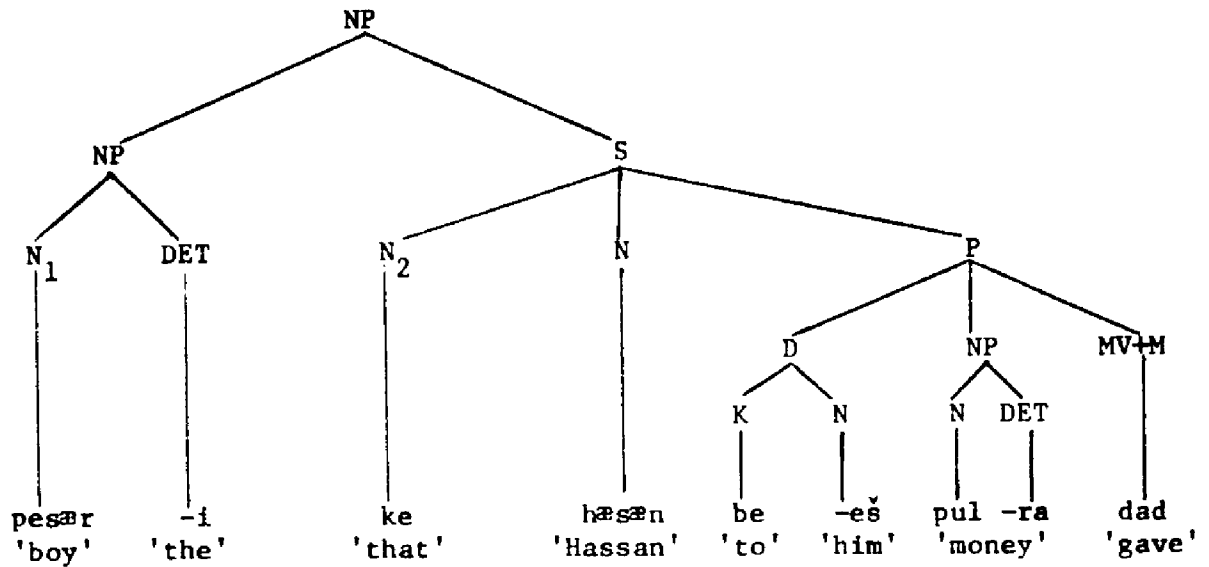 NP
NP S
N₁ DET N₂ N P
D NP MV+M
K N N DET
pesær -i ke hæsæn be -eš pul -ra dad
'boy' 'the' 'that' 'Hassan' 'to' 'him' 'money' 'gave'